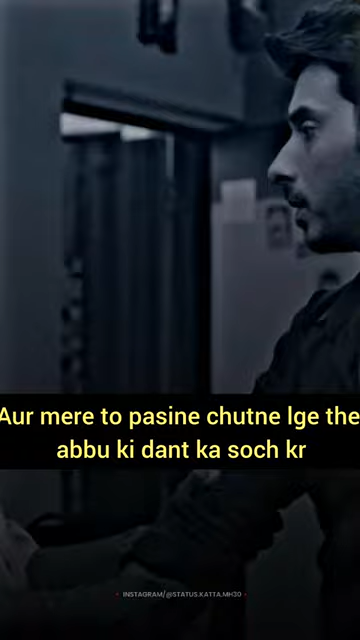 Aur mere to pasine chutne lge the
abbu ki dant ka soch kr
INSTAGRAM/@STATUS.KATTA.MH30